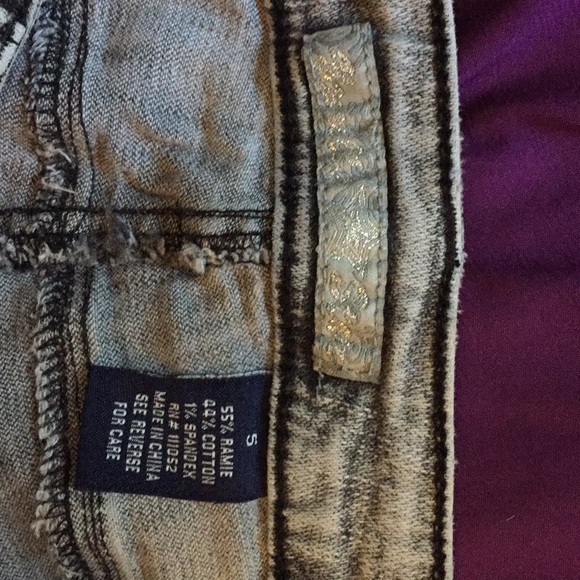 5
55% RAMIE
44% COTTON
1% SPANDEX
RN# 111052
MADE IN CHINA
SEE REVERSE
FOR CARE